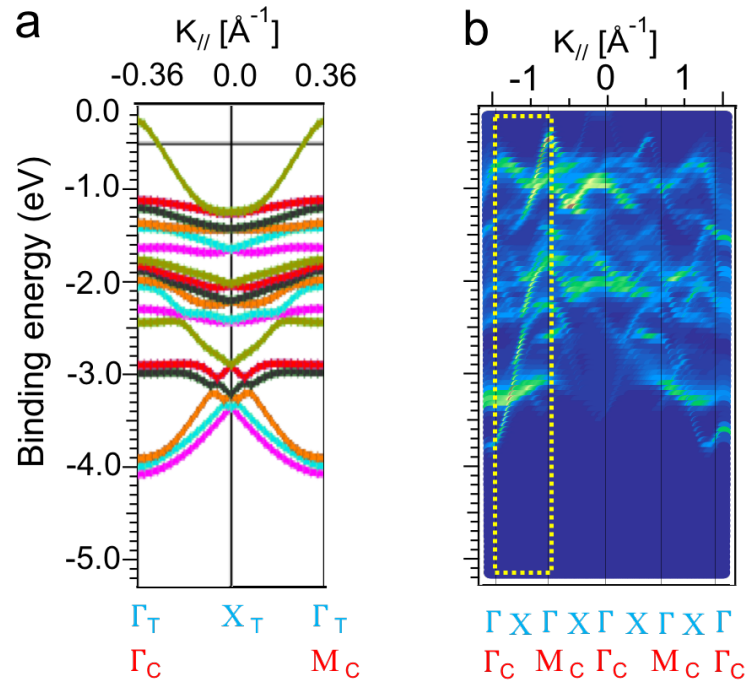 a
K// [Å-1]
-0.36 0.0 0.36
0.0
-1.0
-2.0
-3.0
-4.0
-5.0
Binding energy (eV)
ΓT XT ΓT
ΓC MC
b
K// [Å-1]
-1 0 1
Γ X Γ X Γ X Γ X Γ
ΓC MC ΓC MC ΓC